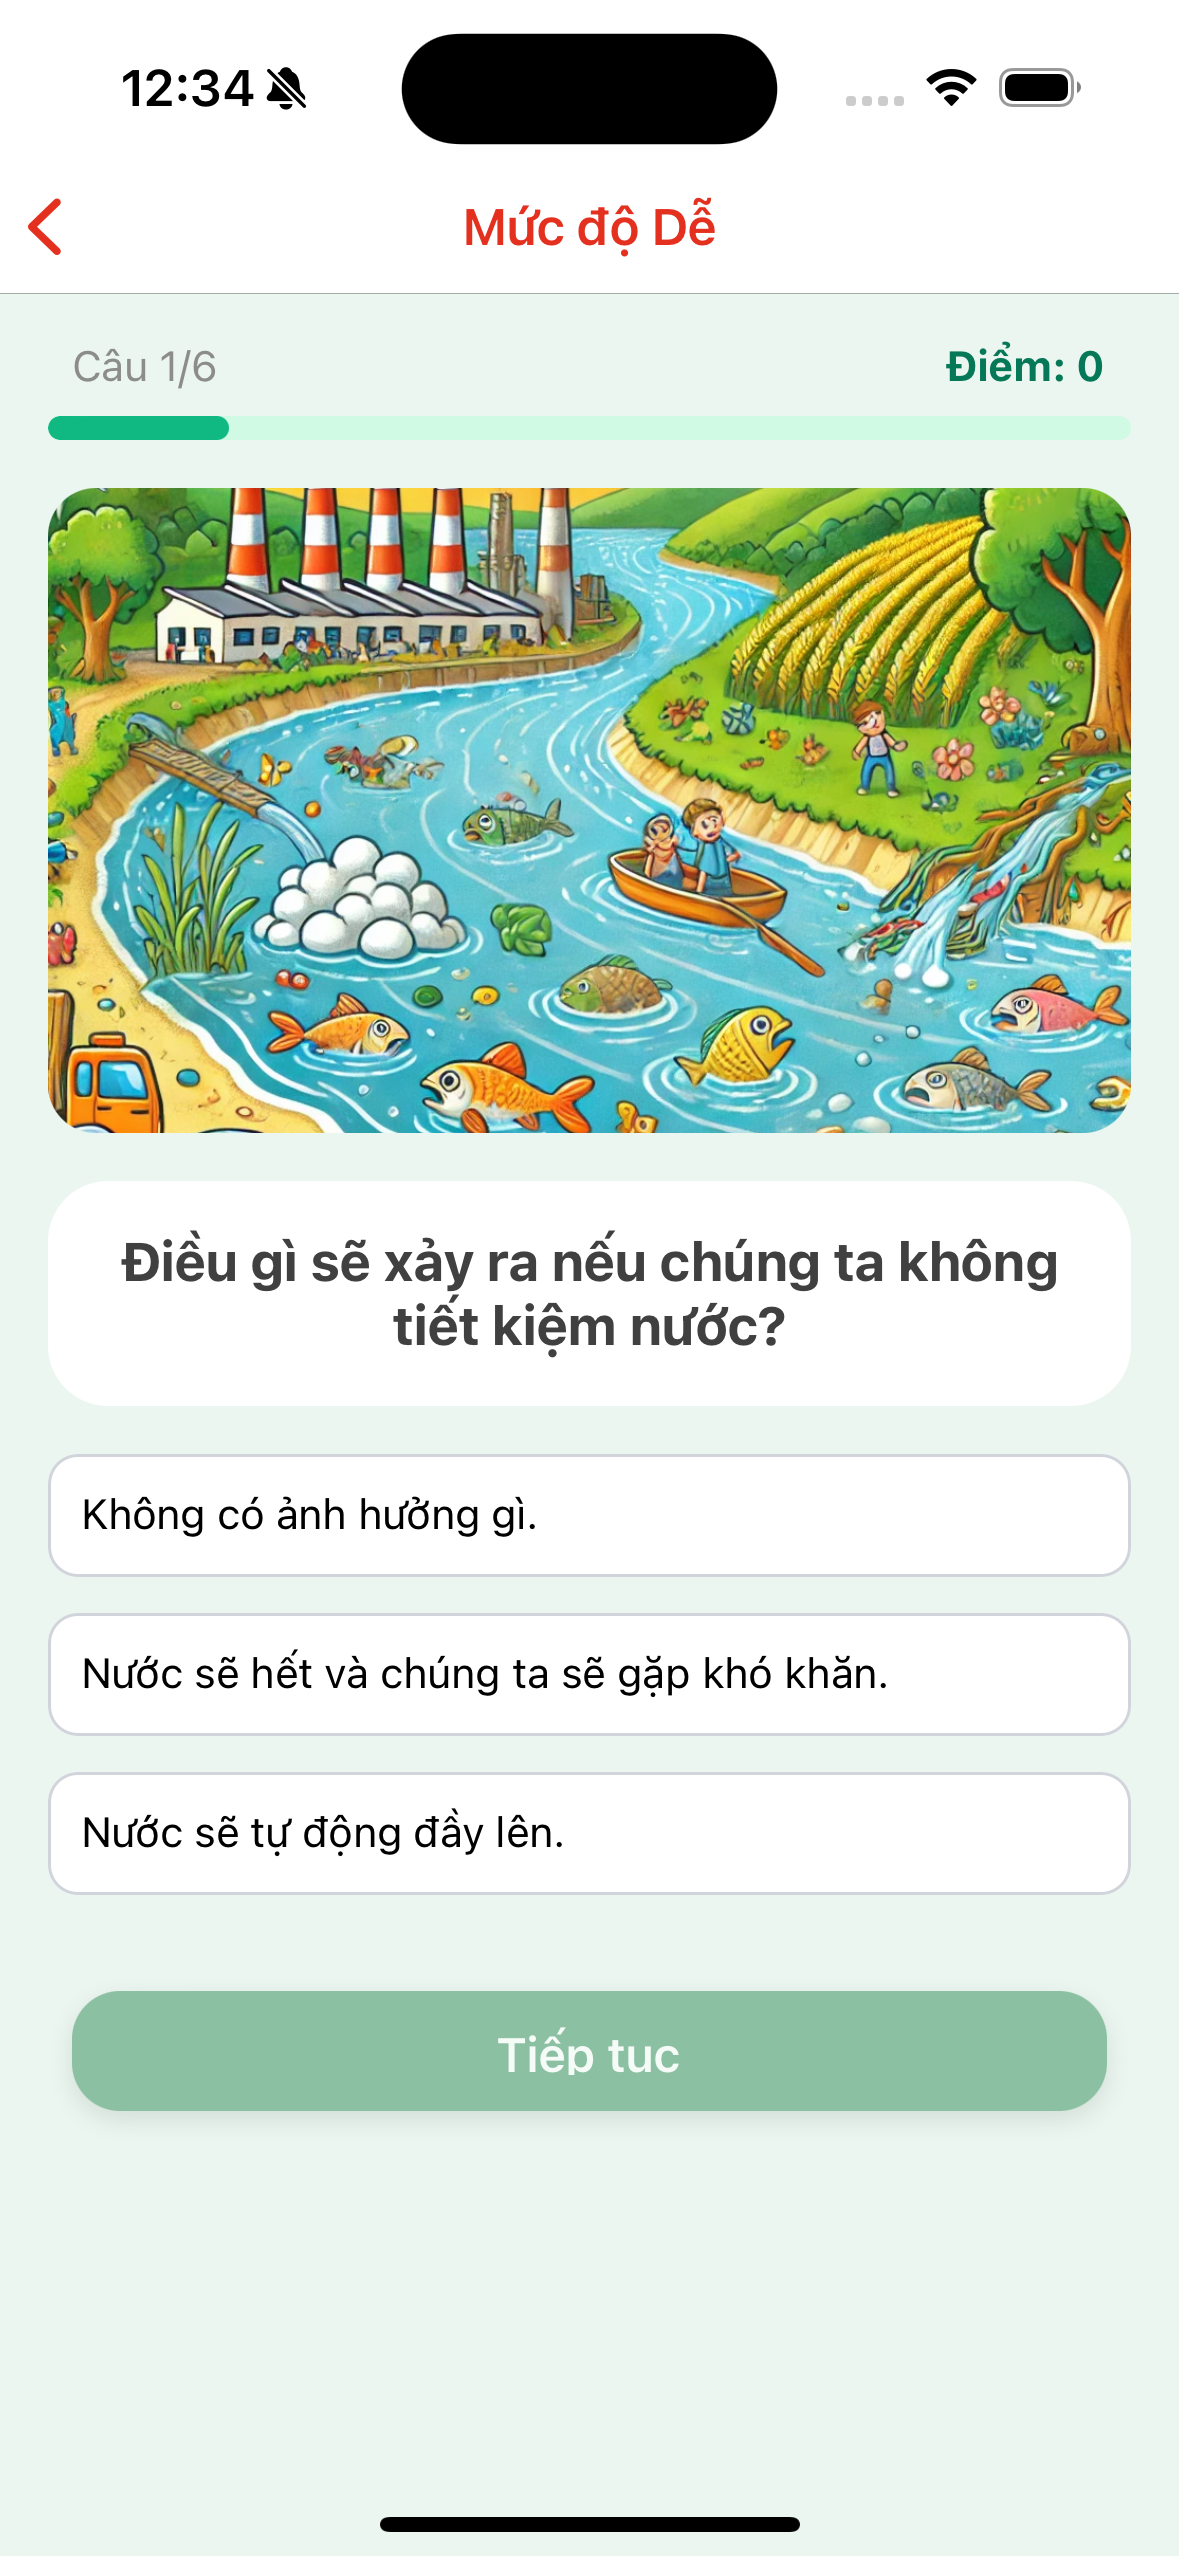 12:34
Mức độ Dễ
Câu 1/6
Điểm: 0
Điều gì sẽ xảy ra nếu chúng ta không
tiết kiệm nước?
Không có ảnh hưởng gì.
Nước sẽ hết và chúng ta sẽ gặp khó khăn.
Nước sẽ tự động đầy lên.
Tiếp tục